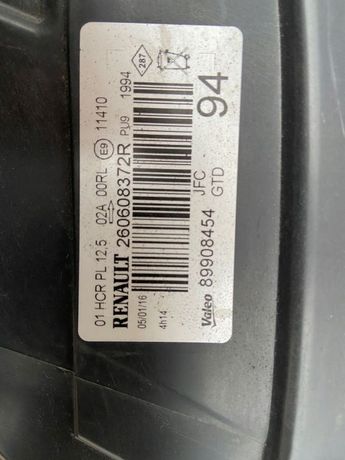 01 HCR PL 12.5 02A 00RL E9 11410
RENAULT 260608372R PU9 1994
287
05/01/16
4h14
94
JFC
Valeo 89908454 GTD